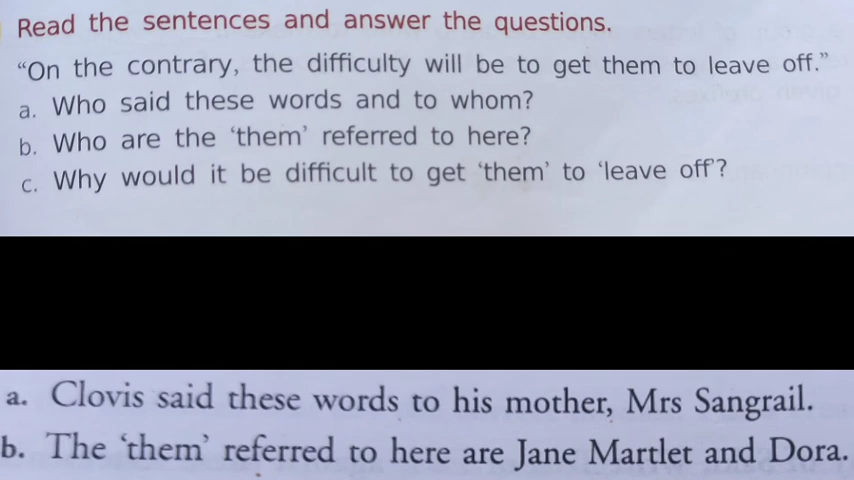 Read the sentences and answer the questions.
“On the contrary, the difficulty will be to get them to leave off.”
a. Who said these words and to whom?
b. Who are the ‘them’ referred to here?
c. Why would it be difficult to get ‘them’ to ‘leave off’?
a. Clovis said these words to his mother, Mrs Sangrail.
b. The ‘them’ referred to here are Jane Martlet and Dora.